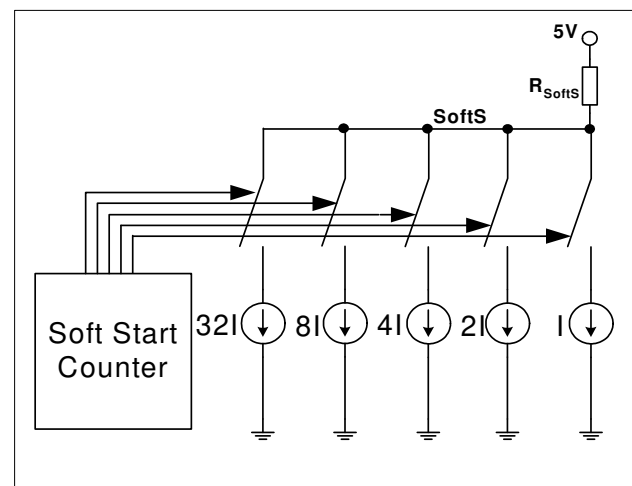 5V
RSoftS
SoftS
Soft Start
Counter
32I
8I
4I
2I
I